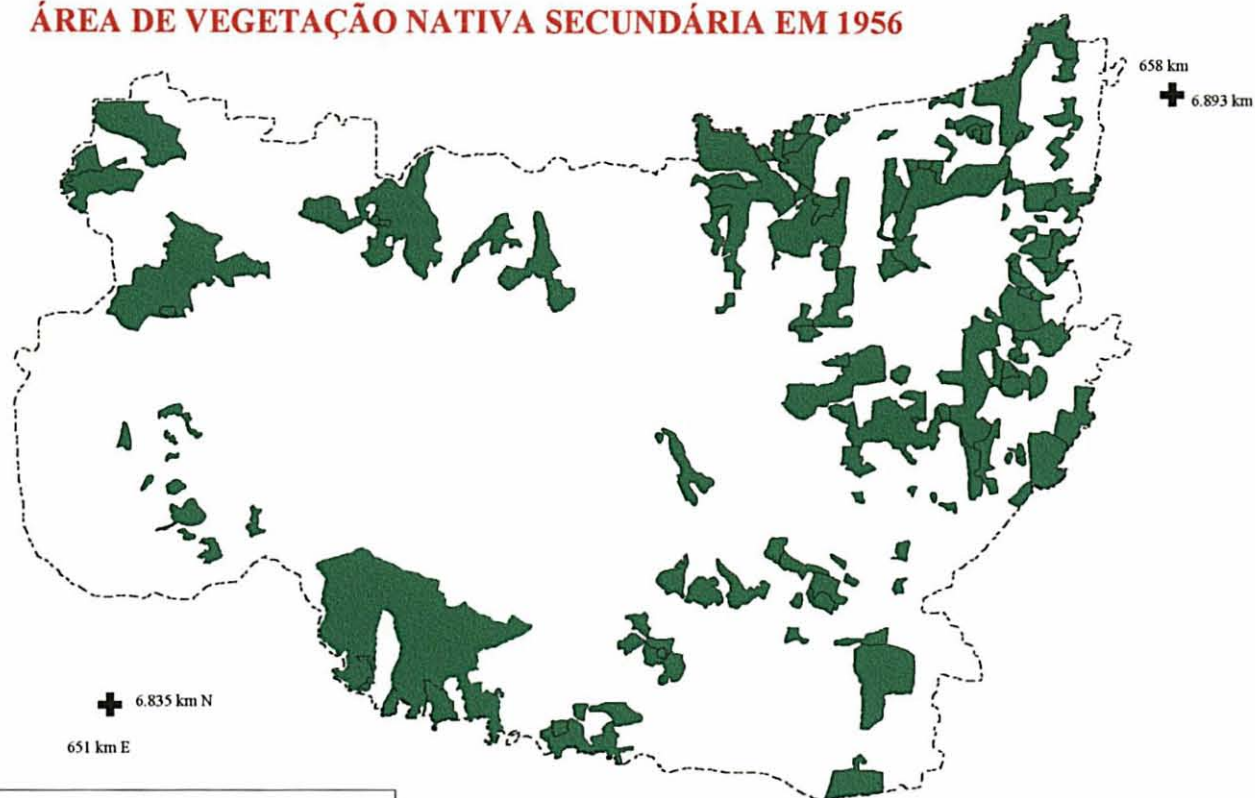 ÁREA DE VEGETAÇÃO NATIVA SECUNDÁRIA EM 1956
658 km
6.893 km
6.835 km N
651 km E